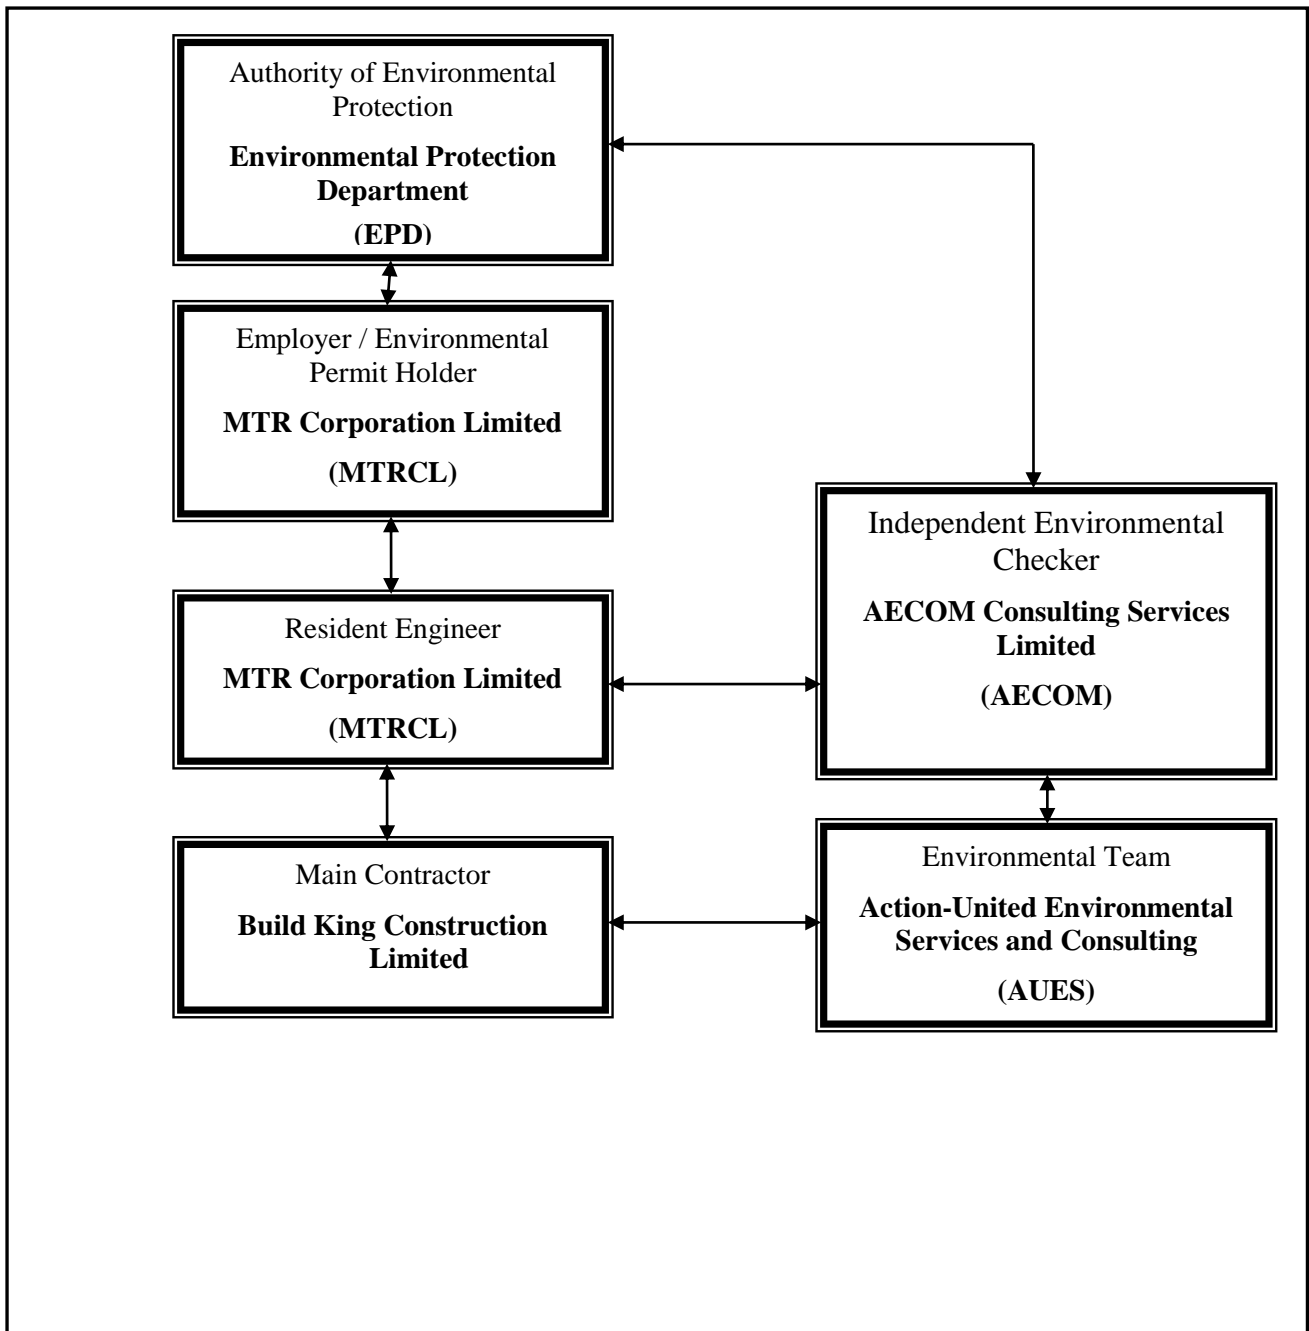 Authority of Environmental
Protection
Environmental Protection
Department
(EPD)
Employer / Environmental
Permit Holder
MTR Corporation Limited
(MTRCL)
Resident Engineer
MTR Corporation Limited
(MTRCL)
Main Contractor
Build King Construction
Limited
Independent Environmental
Checker
AECOM Consulting Services
Limited
(AECOM)
Environmental Team
Action-United Environmental
Services and Consulting
(AUES)